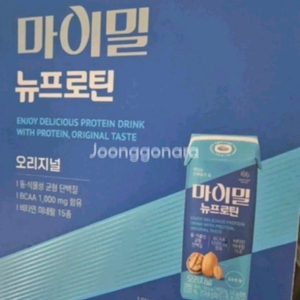 마이밀
뉴프로틴
ENJOY DELICIOUS PROTEIN DRINK
WITH PROTEIN, ORIGINAL TASTE
Joonggonara
오리지널
동·식물성 균형 단백질
BCAA 1,000 mg 함유
비타민 미네랄 15종
마이밀
뉴프로틴